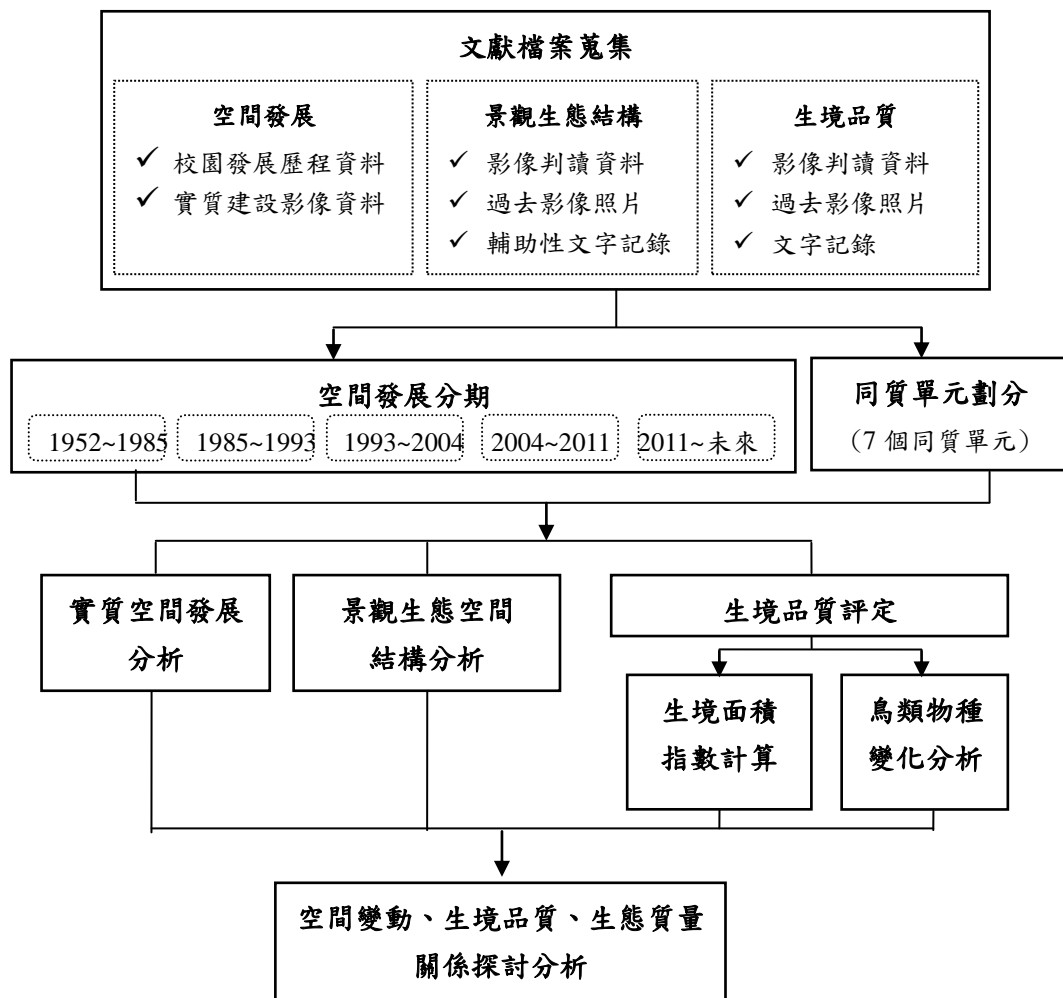 文獻檔案蒐集
空間發展
✓ 校園發展歷程資料
✓ 實質建設影像資料
景觀生態結構
✓ 影像判讀資料
✓ 過去影像照片
✓ 輔助性文字記錄
生境品質
✓ 影像判讀資料
✓ 過去影像照片
✓ 文字記錄
空間發展分期
1952~1985
1985~1993
1993~2004
2004~2011
2011~未來
同質單元劃分
（7 個同質單元）
實質空間發展
分析
景觀生態空間
結構分析
生境品質評定
生境面積
指數計算
鳥類物種
變化分析
空間變動、生境品質、生態質量
關係探討分析